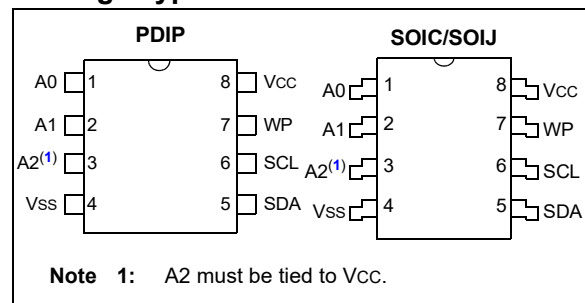 PDIP
A0 1 8 VCC
A1 2 7 WP
A2(1) 3 6 SCL
VSS 4 5 SDA
SOIC/SOIJ
A0 1 8 VCC
A1 2 7 WP
A2(1) 3 6 SCL
VSS 4 5 SDA
Note 1: A2 must be tied to VCC.